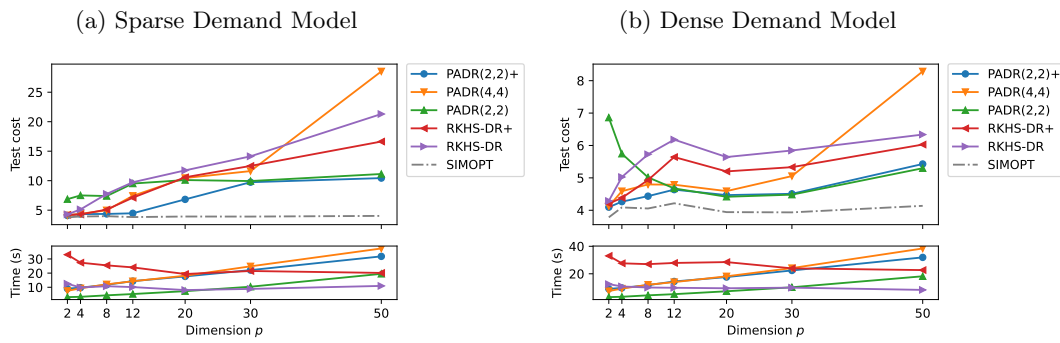 (a) Sparse Demand Model
Test cost
25
20
15
10
5
PADR(2,2)+
PADR(4,4)
PADR(2,2)
RKHS-DR+
RKHS-DR
SIMOPT
Time (s)
30
20
10
2 4 8 12 20 30 50
Dimension p
(b) Dense Demand Model
Test cost
8
7
6
5
4
PADR(2,2)+
PADR(4,4)
PADR(2,2)
RKHS-DR+
RKHS-DR
SIMOPT
Time (s)
40
20
2 4 8 12 20 30 50
Dimension p